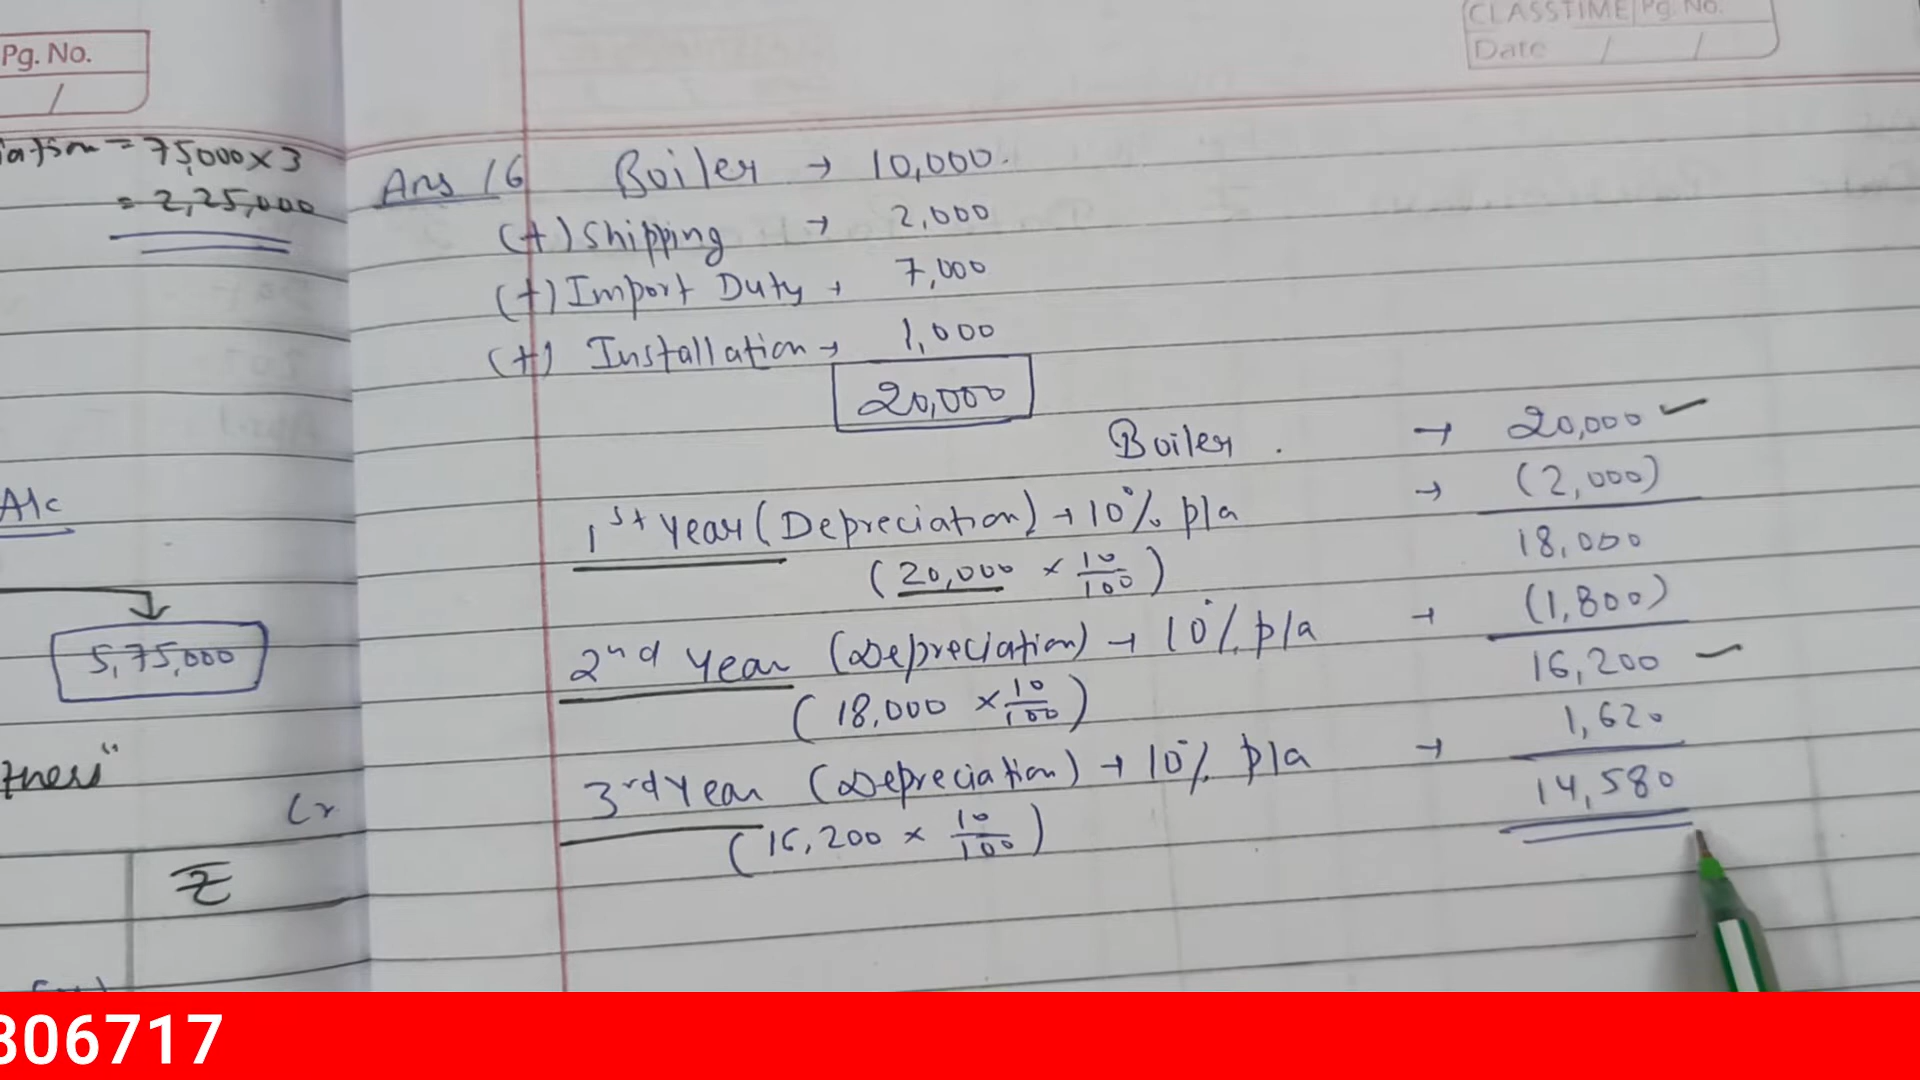 Pg. No.
/
CLASSTIME Pg. No.
Date / /
iation = 75,000 × 3
= 2,25,000
A/c
5,75,000
Cr
₹
Ans 16 Boiler → 10,000.
(+) Shipping → 2,000
(+) Import Duty → 7,000
(+) Installation → 1,000
20,000
Boiler . → 20,000
1st year (Depreciation) → 10% p/a → (2,000)
(20,000 × 10/100) 18,000
2nd year (Depreciation) → 10% p/a → (1,800)
(18,000 × 10/100) 16,200
3rd year (Depreciation) → 10% p/a → 1,620
(16,200 × 10/100) 14,580
306717